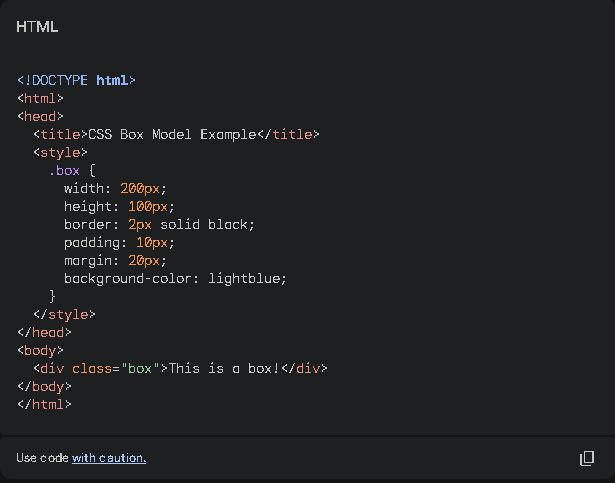 HTML
<!DOCTYPE html>
<html>
<head>
  <title>CSS Box Model Example</title>
  <style>
    .box {
      width: 200px;
      height: 100px;
      border: 2px solid black;
      padding: 10px;
      margin: 20px;
      background-color: lightblue;
    }
  </style>
</head>
<body>
  <div class="box">This is a box!</div>
</body>
</html>
Use code with caution.